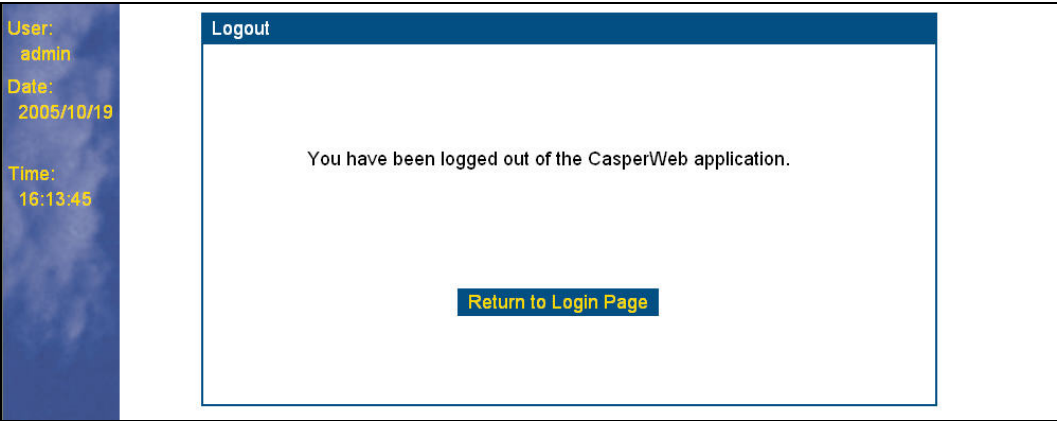 User:
admin
Date:
2005/10/19
Time:
16:13:45
Logout
You have been logged out of the CasperWeb application.
Return to Login Page